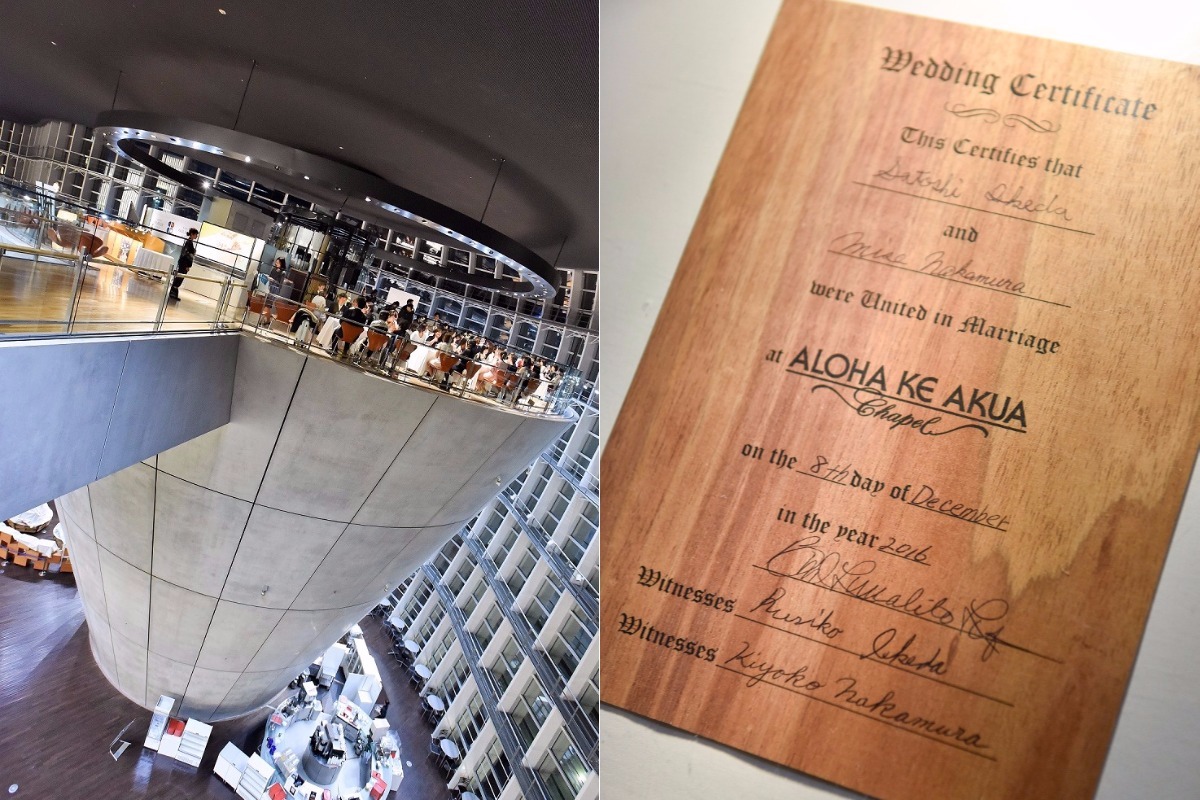 Wedding Certificate
This Certifies that
Satoshi Ikeda
and
Misa Nakamura
were United in Marriage
at ALOHA KE AKUA
Chapel
on the 8th day of December
in the year 2016
Witnesses Ikeda
Witnesses Kiyoko Nakamura